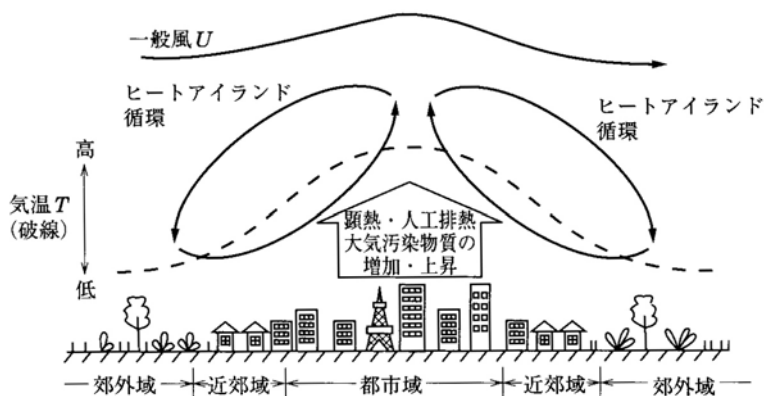 一般風U
ヒートアイランド
循環
ヒートアイランド
循環
高
気温T
(破線)
低
顕熱・人工排熱
大気汚染物質の
増加・上昇
郊外域
近郊域
都市域
近郊域
郊外域